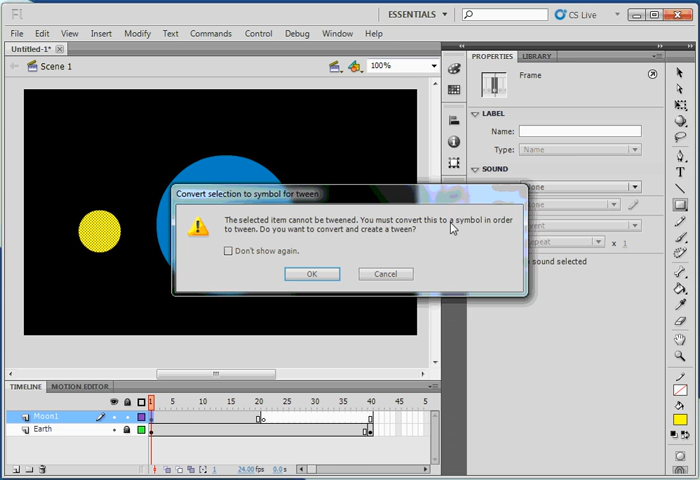 Fl
ESSENTIALS
CS Live
File Edit View Insert Modify Text Commands Control Debug Window Help
Untitled-1*
Scene 1
100%
PROPERTIES LIBRARY
Frame
LABEL
Name:
Type: Name
SOUND
None
Repeat x 1
sound selected
Convert selection to symbol for tween
The selected item cannot be tweened. You must convert this to a symbol in order
to tween. Do you want to convert and create a tween?
Don't show again.
OK Cancel
TIMELINE MOTION EDITOR
1 5 10 15 20 25 30 35 40 45 5
Moon1
Earth
1 24.00 fps 0.0 s